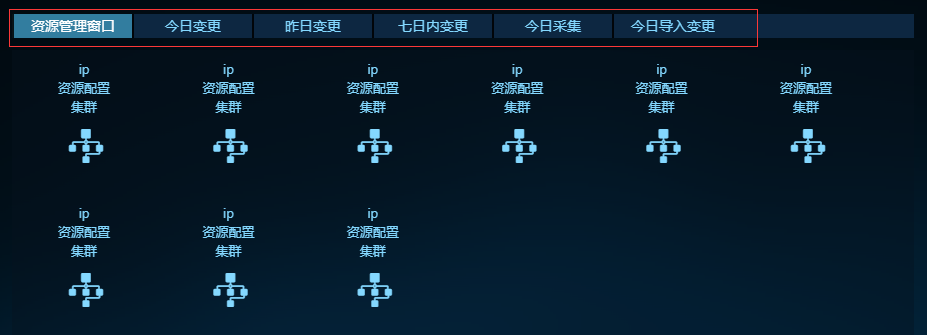 资源管理窗口 今日变更 昨日变更 七日内变更 今日采集 今日导入变更
ip ip ip ip ip ip
资源配置 资源配置 资源配置 资源配置 资源配置 资源配置
集群 集群 集群 集群 集群 集群
ip ip ip
资源配置 资源配置 资源配置
集群 集群 集群